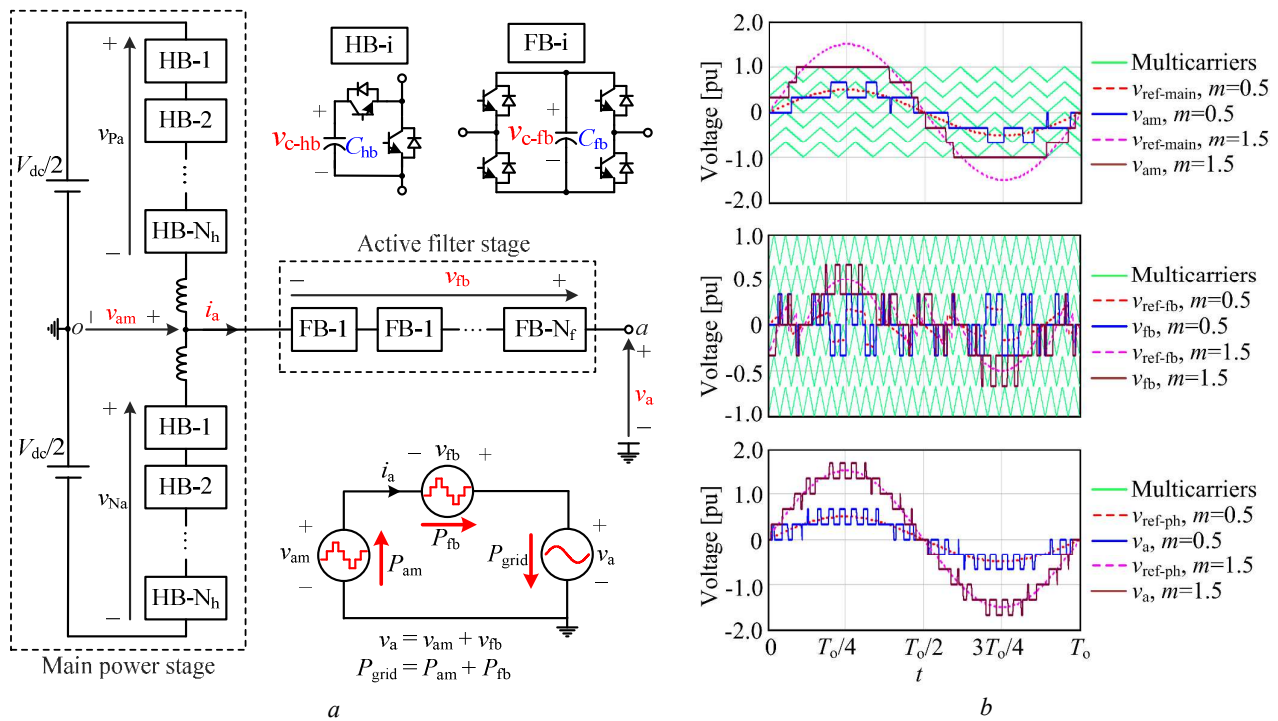 V_dc/2
V_dc/2
+
v_Pa
−
HB-1
HB-2
HB-N_h
o
− v_am +
i_a
+
v_Na
−
HB-1
HB-2
HB-N_h
Main power stage
HB-i
+
v_c-hb
C_hb
−
FB-i
+
v_c-fb
C_fb
−
Active filter stage
− v_fb +
FB-1
FB-1
FB-N_f
a
+
v_a
−
i_a
− v_fb +
P_fb
+
v_am
−
P_am
P_grid
+
v_a
−
v_a = v_am + v_fb
P_grid = P_am + P_fb
a
Voltage [pu]
2.0
1.0
0
-1.0
2.0
Multicarriers
v_ref-main, m=0.5
v_am, m=0.5
v_ref-main, m=1.5
v_am, m=1.5
Voltage [pu]
1.0
0.5
0
-0.5
-1.0
Multicarriers
v_ref-fb, m=0.5
v_fb, m=0.5
v_ref-fb, m=1.5
v_fb, m=1.5
Voltage [pu]
2.0
1.0
0
-1.0
2.0
Multicarriers
v_ref-ph, m=0.5
v_a, m=0.5
v_ref-ph, m=1.5
v_a, m=1.5
0
T_o/4
T_o/2
3T_o/4
T_o
t
b